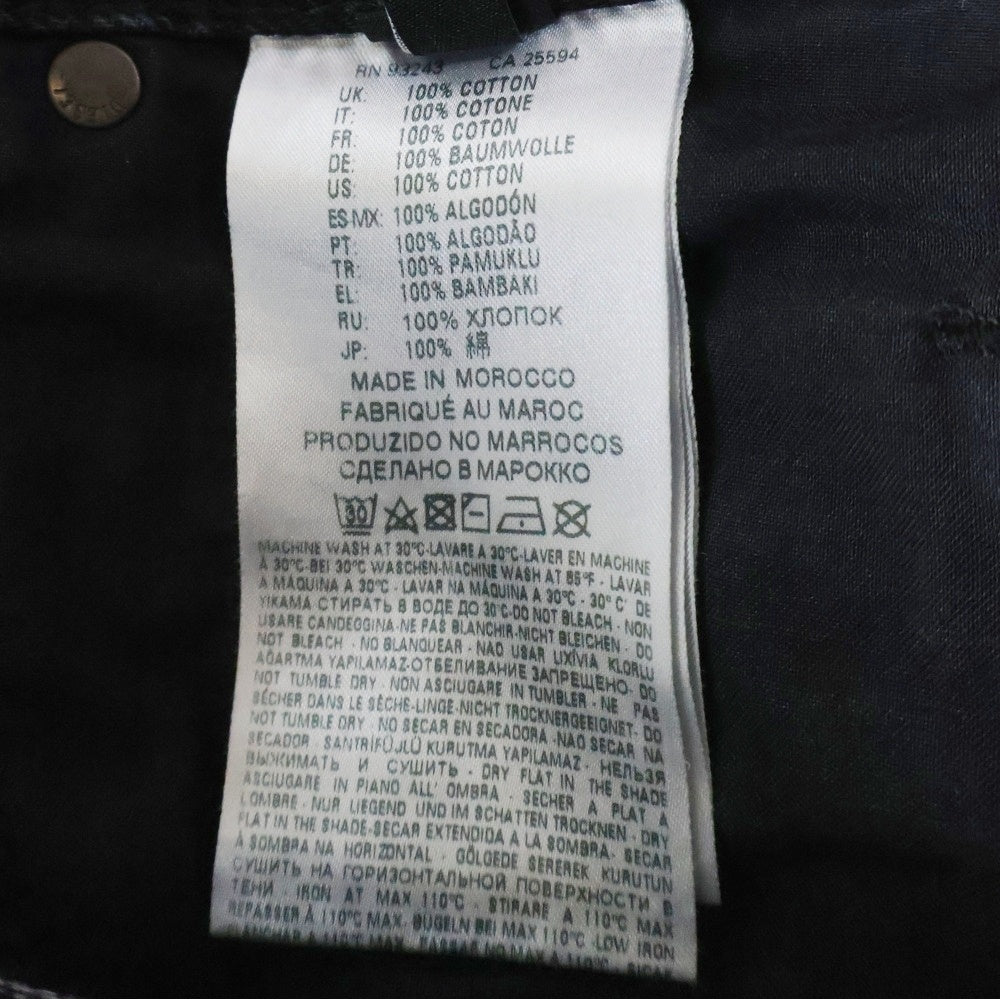 DIESEL
RN 93243 CA 25594
UK: 100% COTTON
IT: 100% COTONE
FR: 100% COTON
DE: 100% BAUMWOLLE
US: 100% COTTON
ES-MX: 100% ALGODÓN
PT: 100% ALGODÃO
TR: 100% PAMUKLU
EL: 100% BAMBAKI
RU: 100% ХЛОПОК
JP: 100% 綿
MADE IN MOROCCO
FABRIQUÉ AU MAROC
PRODUZIDO NO MARROCOS
СДЕЛАНО В МАРОККО
30
MACHINE WASH AT 30°C-LAVARE A 30°C-LAVER EN MACHINE
À 30°C-BEI 30°C WASCHEN-MACHINE WASH AT 85°F - LAVAR
A MAQUINA A 30°C - LAVAR NA MÁQUINA A 30°C - 30° C' DE
YIKAMA СТИРАТЬ В ВОДЕ ДО 30°C-DO NOT BLEACH - NON
USARE CANDEGGINA-NE PAS BLANCHIR-NICHT BLEICHEN - DO
NOT BLEACH - NO BLANQUEAR - NAO USAR LIXÍVIA KLORLU
AĞARTMA YAPILAMAZ-ОТБЕЛИВАНИЕ ЗАПРЕЩЕНО- DO
NOT TUMBLE DRY - NON ASCIUGARE IN TUMBLER - NE PAS
SÉCHER DANS LE SÈCHE-LINGE-NICHT TROCKNERGEEIGNET- DO
NOT TUMBLE DRY - NO SECAR EN SECADORA -NAO SECAR NA
SECADOR SANTRİFÜJLÜ KURUTMA YAPILAMAZ - НЕЛЬЗЯ
ВЫЖИМАТЬ И СУШИТЬ - DRY FLAT IN THE SHADE
ASCIUGARE IN PIANO ALL' OMBRA - SÉCHER A PLAT A
L'OMBRE - NUR LIEGEND UND IM SCHATTEN TROCKNEN - DRY
FLAT IN THE SHADE-SECAR EXTENDIDA A LA SOMBRA- SECAR
À SOMBRA NA HORIZONTAL - GÖLGEDE SEREREK KURUTUN
СУШИТЬ НА ГОРИЗОНТАЛЬНОЙ ПОВЕРХНОСТИ В
ТЕНИ - IRON AT MAX 110°C - STIRARE A 110°C MAX
REPASSER À 110°C MAX - BUGELN BEI MAX 110°C -LOW IRON